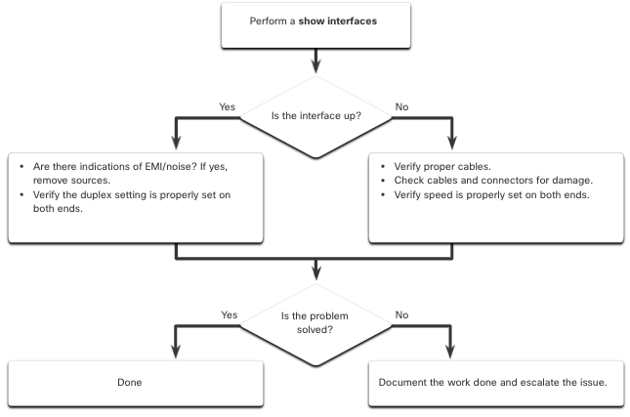 Perform a show interfaces
Is the interface up?
Yes
No
• Are there indications of EMI/noise? If yes,
remove sources.
• Verify the duplex setting is properly set on
both ends.
• Verify proper cables.
• Check cables and connectors for damage.
• Verify speed is properly set on both ends.
Is the problem
solved?
Yes
No
Done
Document the work done and escalate the issue.